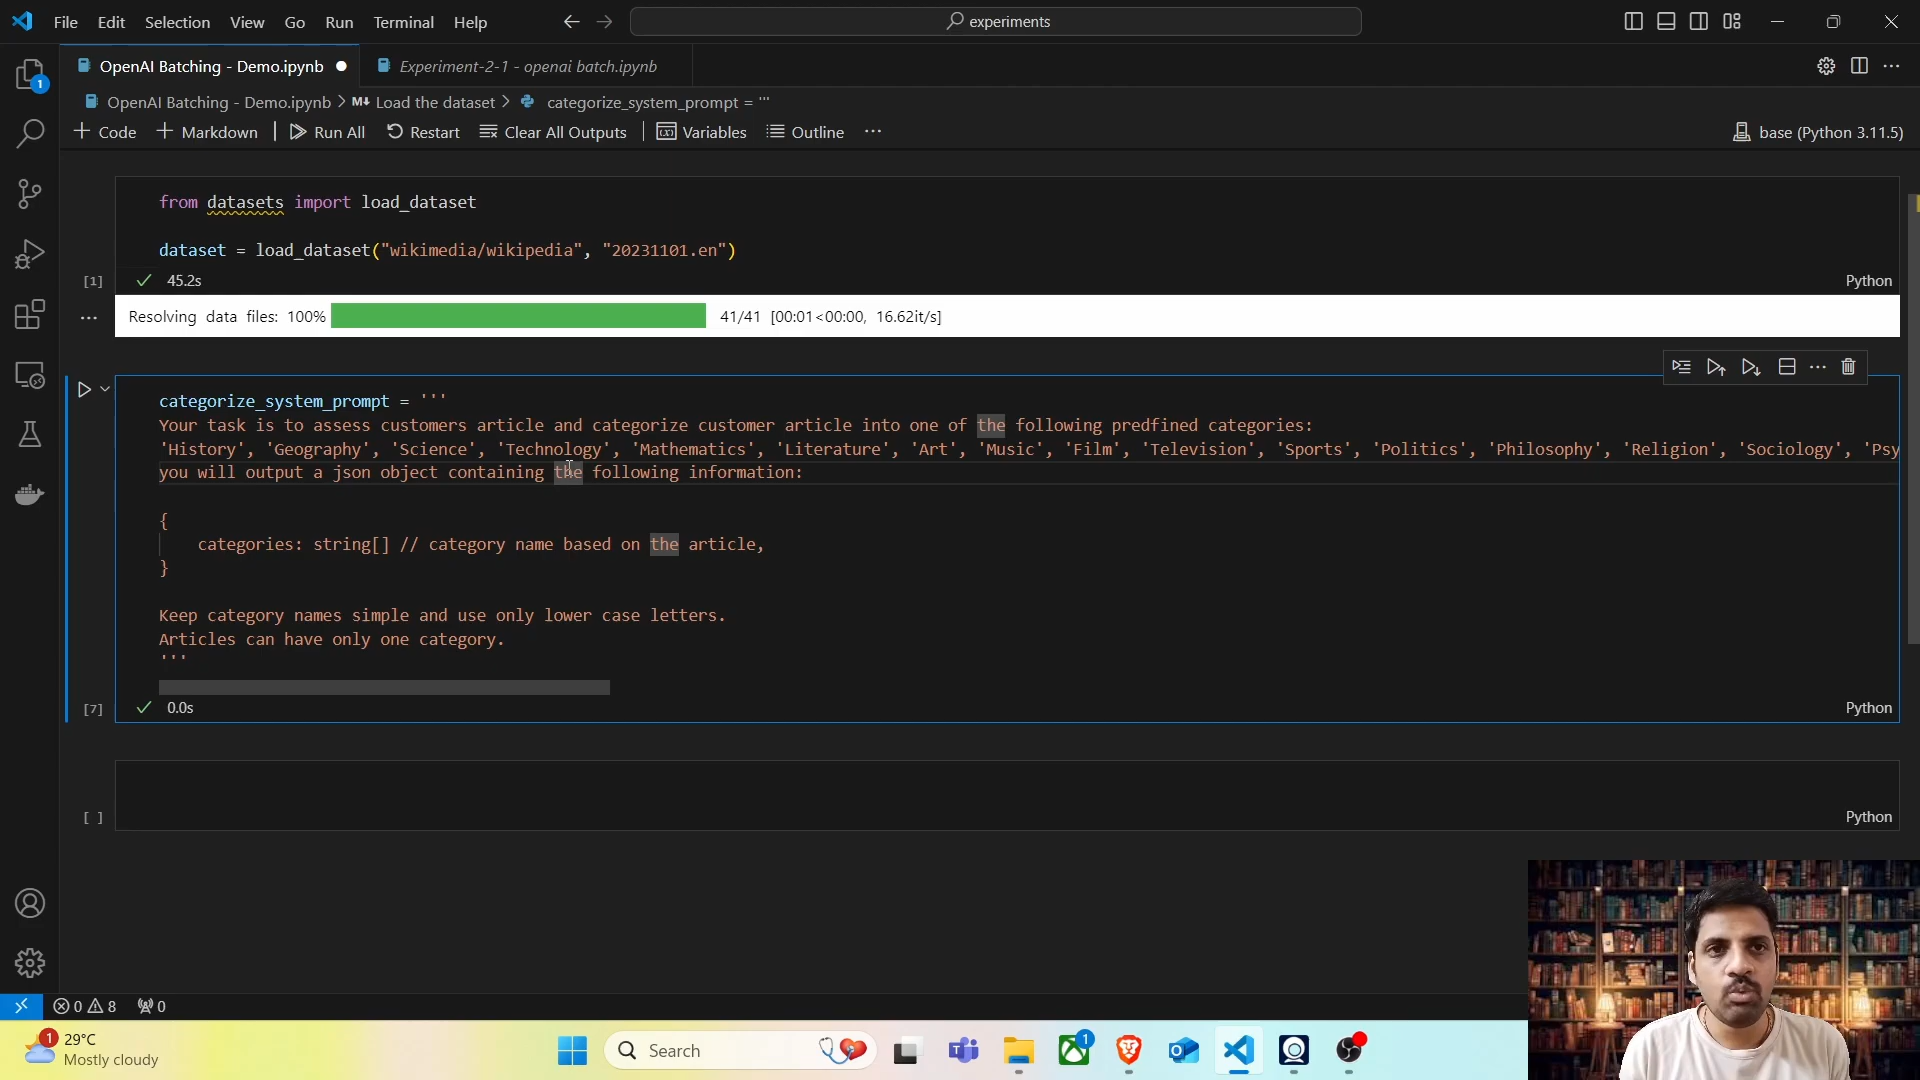 File Edit Selection View Go Run Terminal Help
experiments
1
OpenAI Batching - Demo.ipynb
Experiment-2-1 - openai batch.ipynb
OpenAI Batching - Demo.ipynb > M↓ Load the dataset > categorize_system_prompt = '''
+ Code + Markdown Run All Restart Clear All Outputs Variables Outline ...
base (Python 3.11.5)
from datasets import load_dataset
dataset = load_dataset("wikimedia/wikipedia", "20231101.en")
[1] 45.2s Python
... Resolving data files: 100% 41/41 [00:01<00:00, 16.62it/s]
categorize_system_prompt = '''
Your task is to assess customers article and categorize customer article into one of the following predfined categories:
'History', 'Geography', 'Science', 'Technology', 'Mathematics', 'Literature', 'Art', 'Music', 'Film', 'Television', 'Sports', 'Politics', 'Philosophy', 'Religion', 'Sociology', 'Psy
you will output a json object containing the following information:
{
categories: string[] // category name based on the article,
}
Keep category names simple and use only lower case letters.
Articles can have only one category.
'''
[7] 0.0s Python
[ ] Python
0 8 0
1
29°C
Mostly cloudy
Search
1